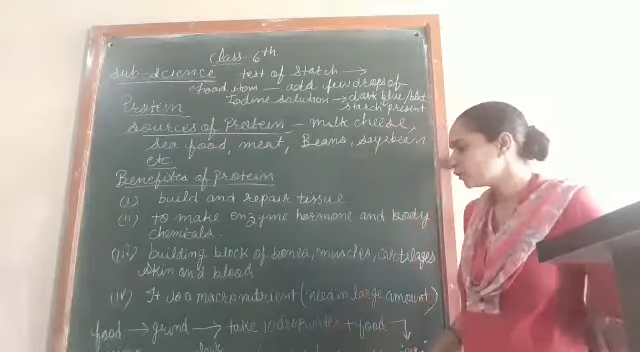 Class 6th
Sub-Science test of Starch →
Food item — add few drops of
Iodine solution → dark blue/blet
Protein starch present
Sources of Protein - milk cheese,
Sea food, meat, Beans, soyabean
etc
Benefites of protein
(i) build and repair tissue
(ii) to make enzyme hormone and body
chemicals.
(iii) building block of bones, muscles, cartilages
skin and blood
(iv) It is a macronutrient (need in large amount)
food → grind → take 10 drop water + food